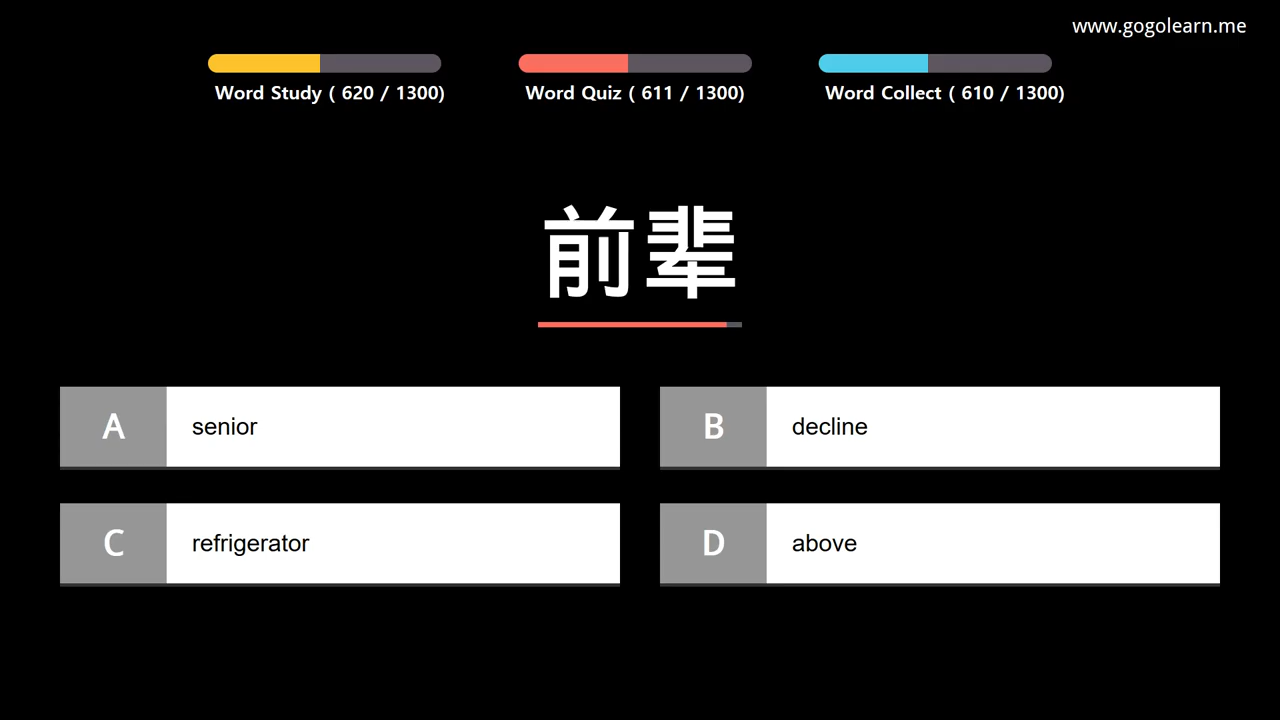 www.gogolearn.me
Word Study ( 620 / 1300)
Word Quiz ( 611 / 1300)
Word Collect ( 610 / 1300)
前辈
A senior
B decline
C refrigerator
D above